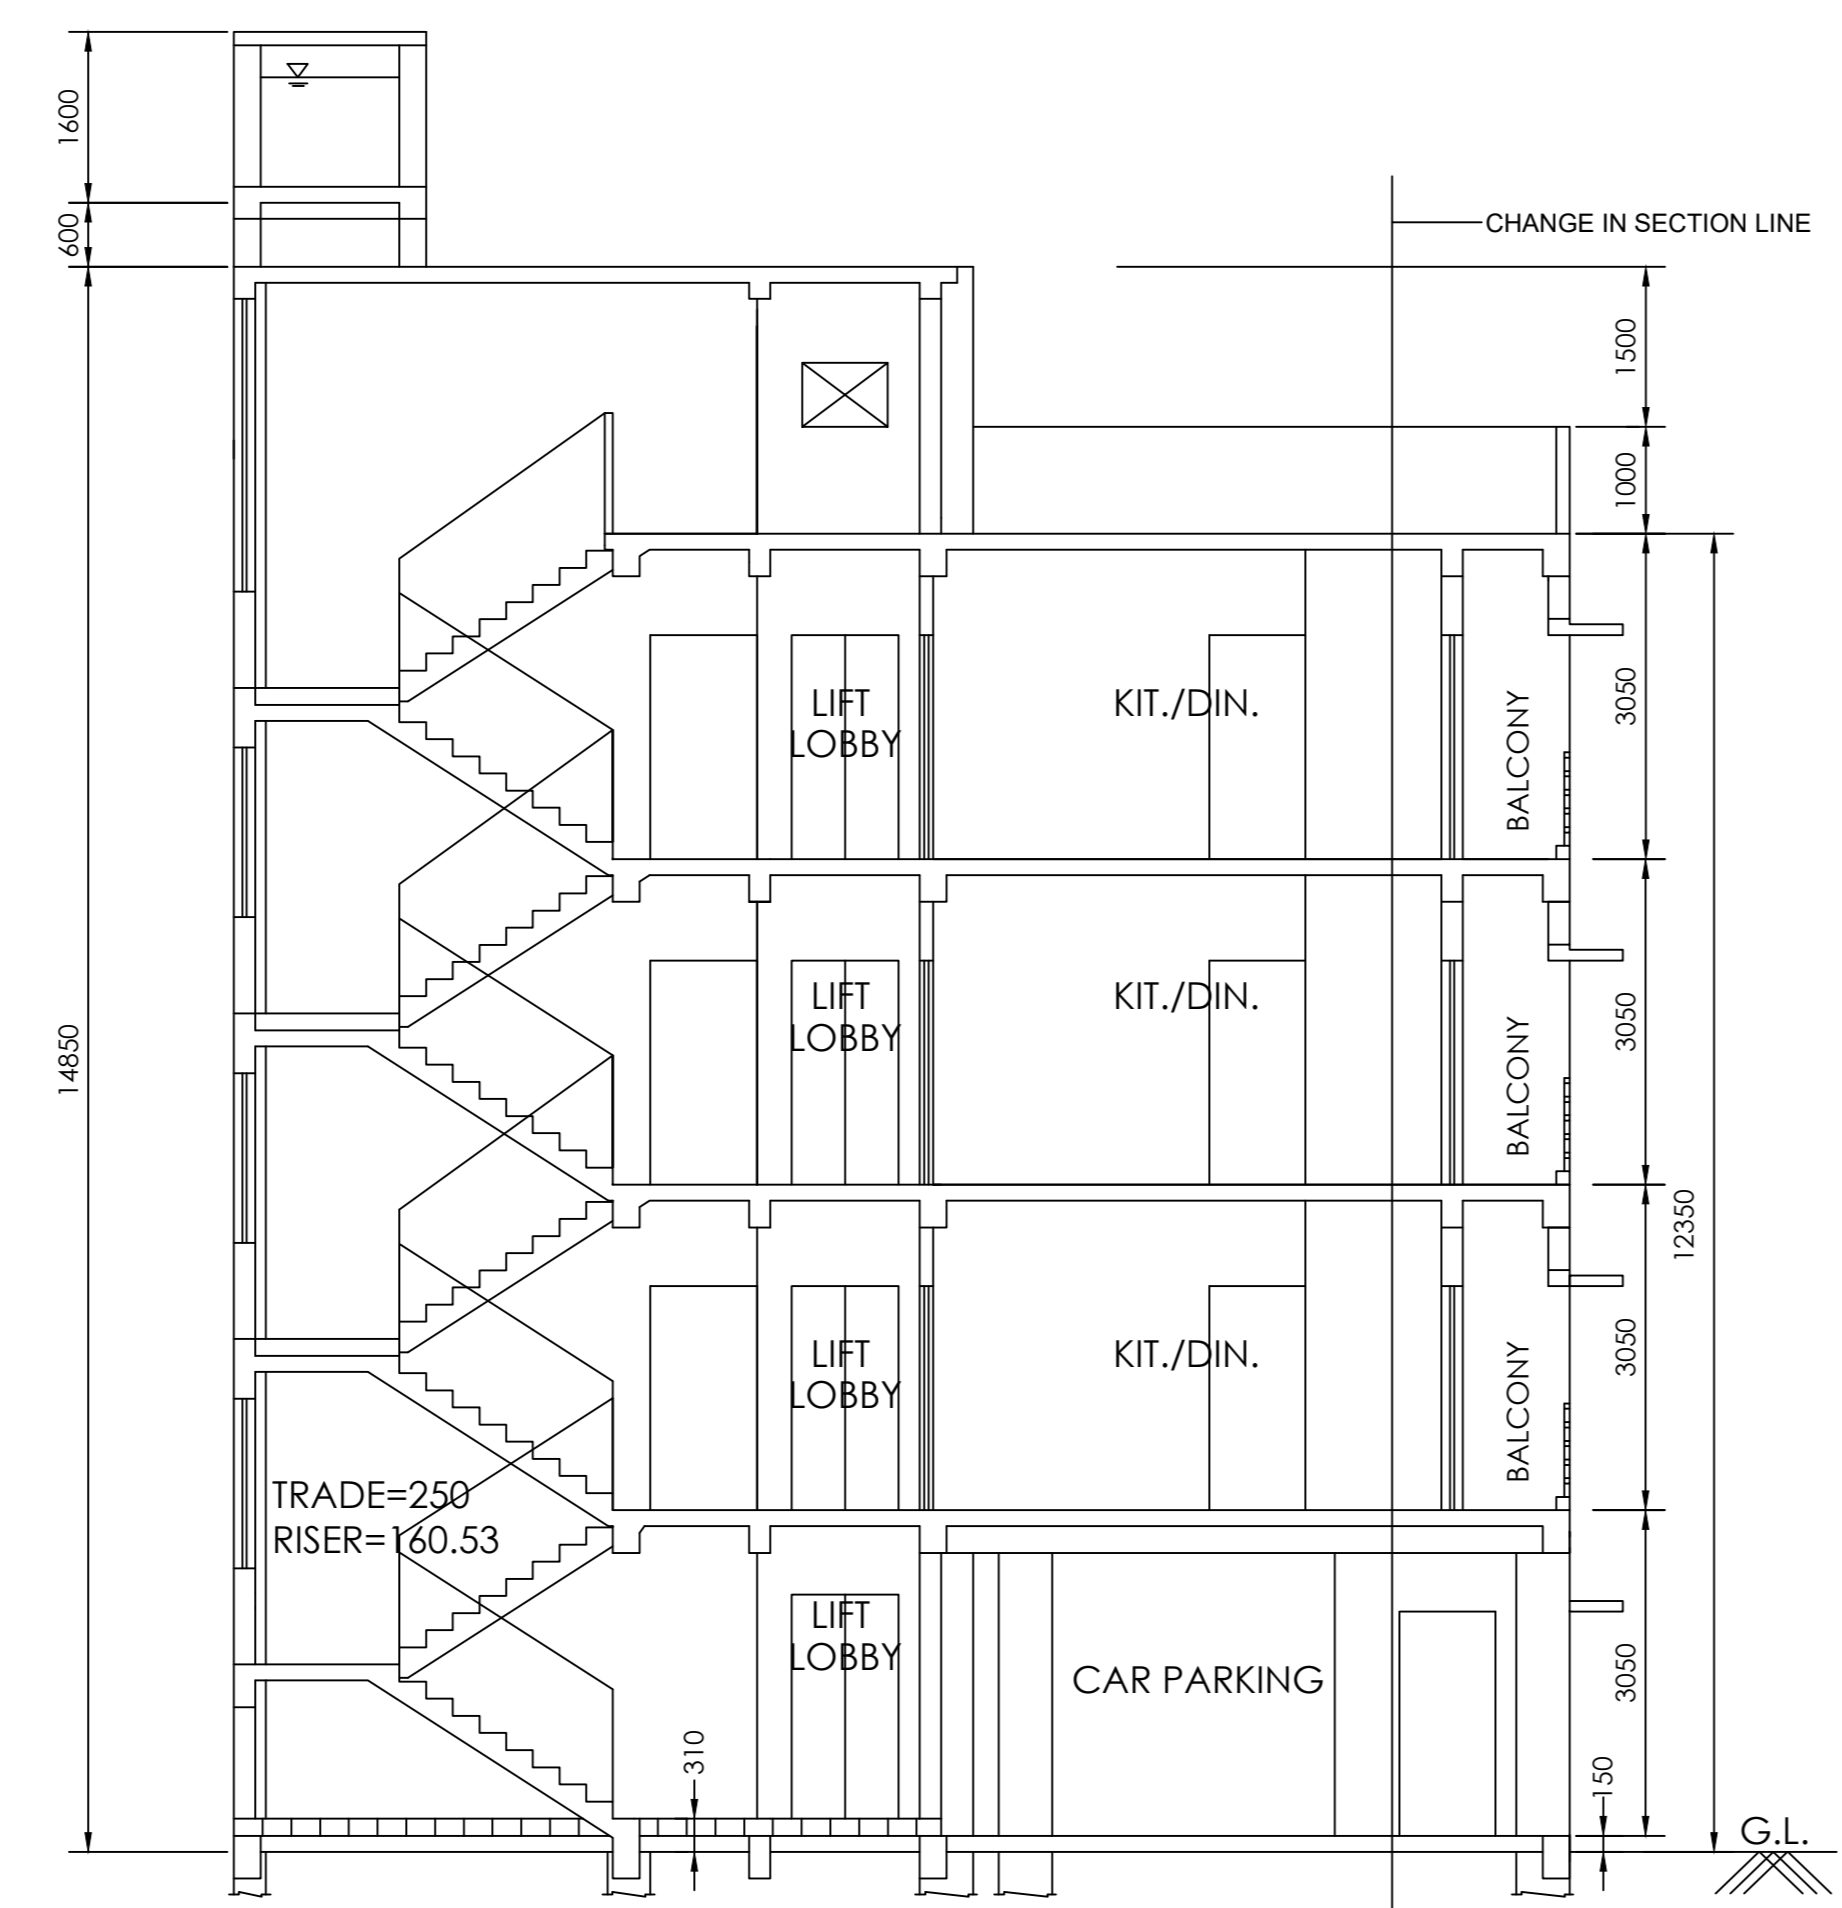 1600
CHANGE IN SECTION LINE
600
1500
1000
LIFT
LOBBY
KIT./DIN.
BALCONY
3050
LIFT
LOBBY
KIT./DIN.
BALCONY
3050
14850
12350
LIFT
LOBBY
KIT./DIN.
BALCONY
3050
TRADE=250
RISER=160.53
LIFT
LOBBY
CAR PARKING
3050
310
150
G.L.